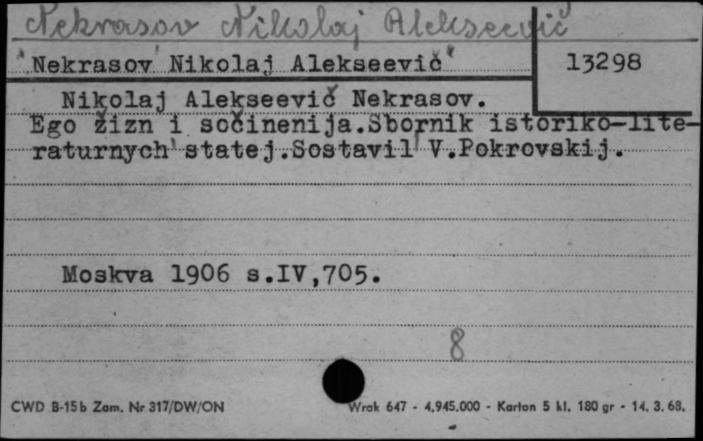 Nekrasov Nikolaj Alekseevič
"Nekrasov Nikolaj Alekseevič"
13298
Nikolaj Alekseevič Nekrasov.
Ego žizn i sočinenija.Sbornik istoriko-lite-
raturnych statej.Sostavil V.Pokrovskij.
Moskva 1906 s.IV,705.
8
CWD B-15b Zam. Nr 317/DW/ON
Wrak 647 - 4.945.000 - Karton 5 kl. 180 gr - 14. 3. 68.